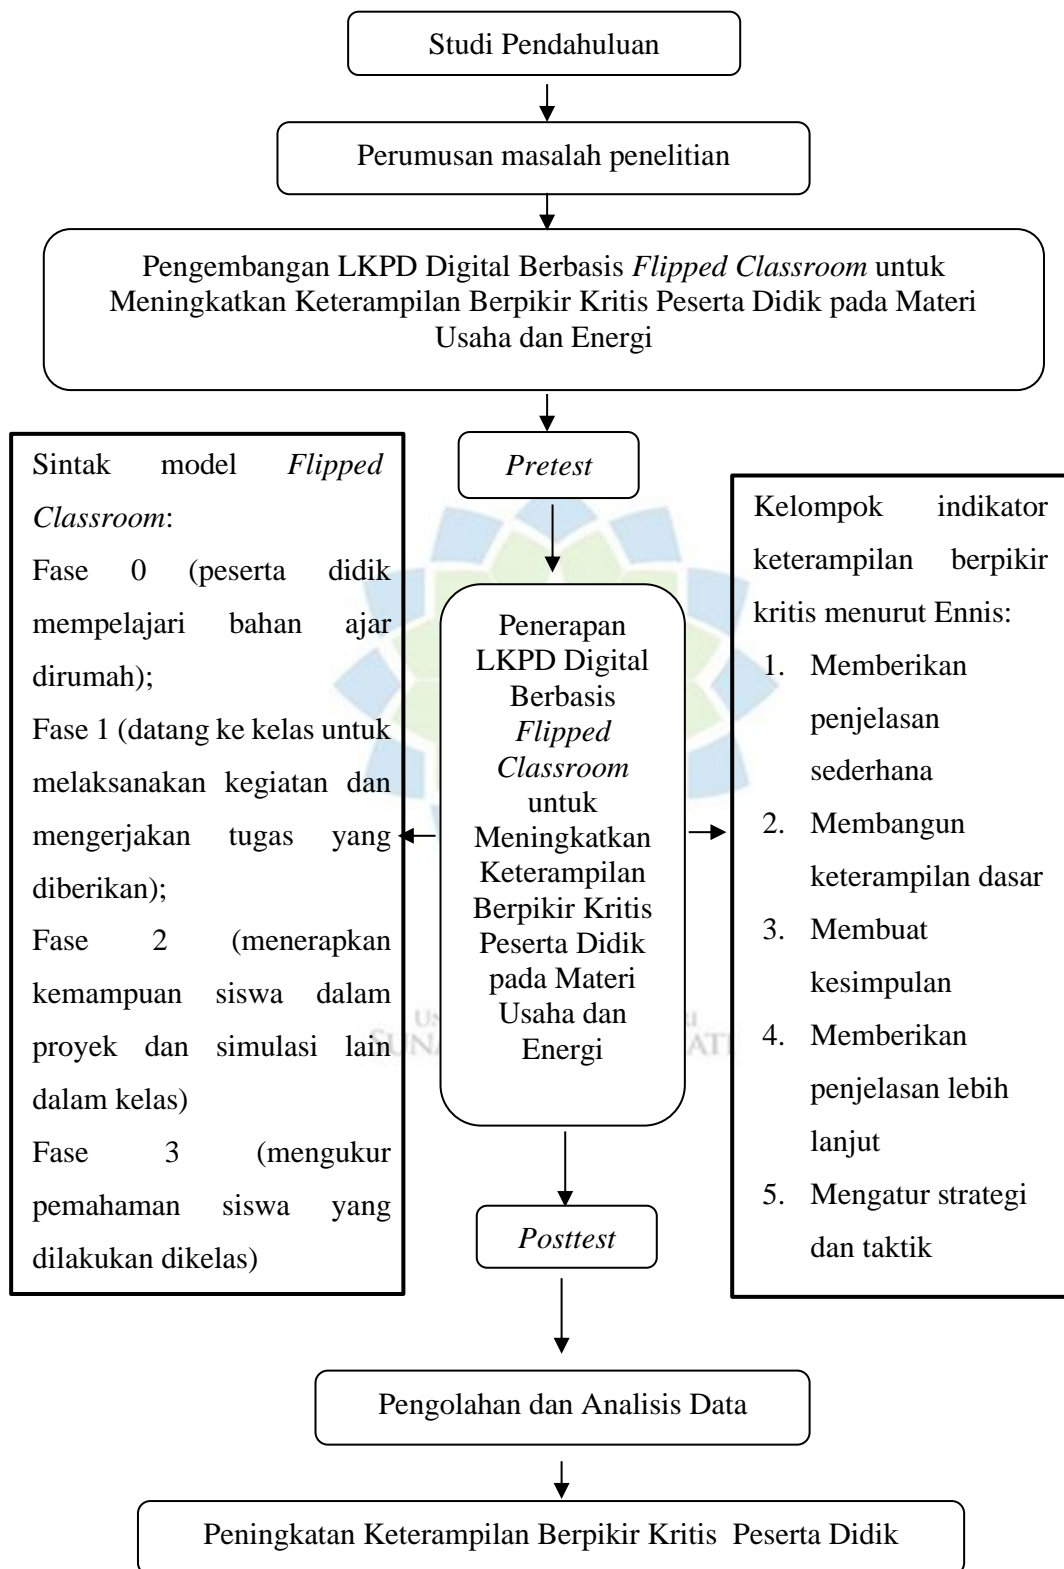 Studi Pendahuluan
Perumusan masalah penelitian
Pengembangan LKPD Digital Berbasis Flipped Classroom untuk
Meningkatkan Keterampilan Berpikir Kritis Peserta Didik pada Materi
Usaha dan Energi
Pretest
Sintak model Flipped
Classroom:
Fase 0 (peserta didik
mempelajari bahan ajar
dirumah);
Fase 1 (datang ke kelas untuk
melaksanakan kegiatan dan
mengerjakan tugas yang
diberikan);
Fase 2 (menerapkan
kemampuan siswa dalam
proyek dan simulasi lain
dalam kelas)
Fase 3 (mengukur
pemahaman siswa yang
dilakukan dikelas)
Penerapan
LKPD Digital
Berbasis
Flipped
Classroom
untuk
Meningkatkan
Keterampilan
Berpikir Kritis
Peserta Didik
pada Materi
Usaha dan
Energi
Kelompok indikator
keterampilan berpikir
kritis menurut Ennis:
1. Memberikan
penjelasan
sederhana
2. Membangun
keterampilan dasar
3. Membuat
kesimpulan
4. Memberikan
penjelasan lebih
lanjut
5. Mengatur strategi
dan taktik
Posttest
Pengolahan dan Analisis Data
Peningkatan Keterampilan Berpikir Kritis Peserta Didik